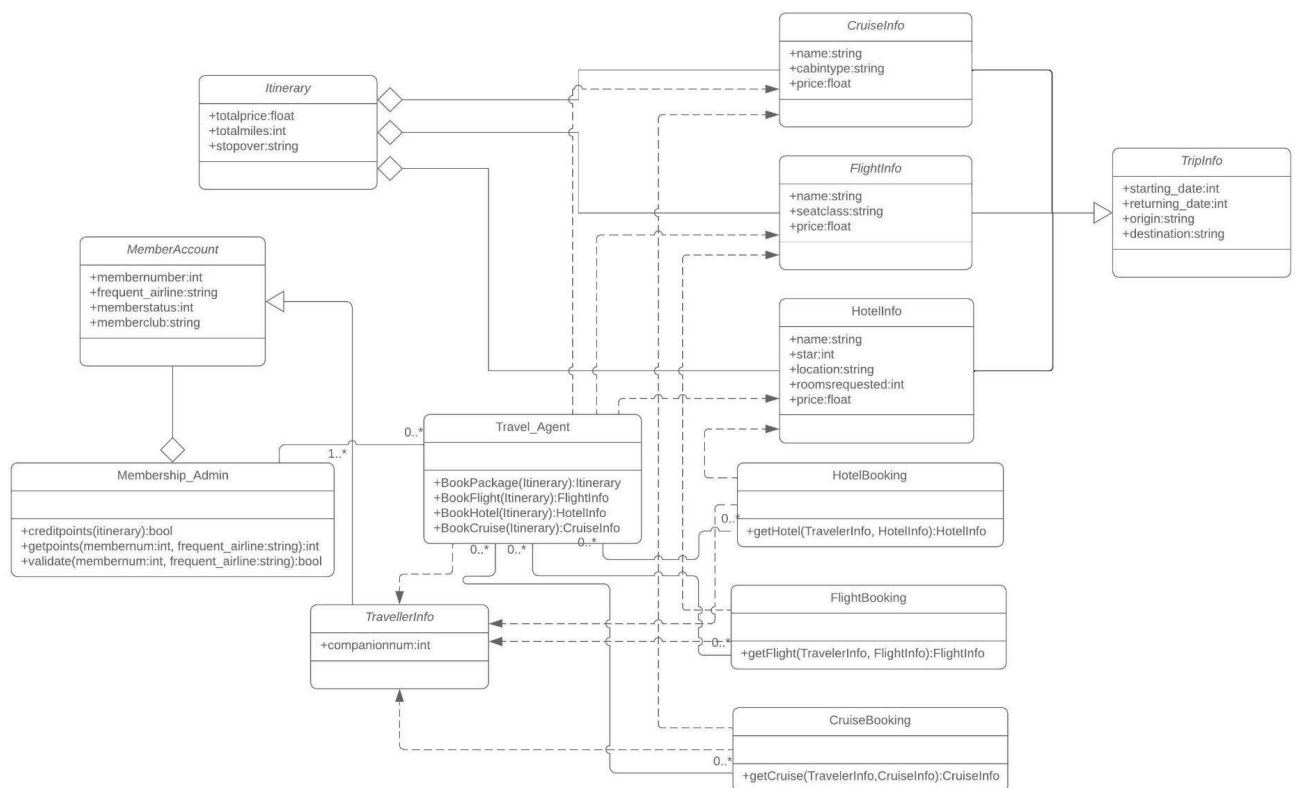 CruiseInfo
+name:string
+cabintype:string
+price:float
Itinerary
+totalprice:float
+totalmiles:int
+stopover:string
FlightInfo
+name:string
+seatclass:string
+price:float
TripInfo
+starting_date:int
+returning_date:int
+origin:string
+destination:string
MemberAccount
+membernumber:int
+frequent_airline:string
+memberstatus:int
+memberclub:string
HotelInfo
+name:string
+star:int
+location:string
+roomsrequested:int
+price:float
Travel_Agent
+BookPackage(Itinerary):Itinerary
+BookFlight(Itinerary):FlightInfo
+BookHotel(Itinerary):HotelInfo
+BookCruise(Itinerary):CruiseInfo
0..*
1..*
0..*
0..*
0..*
Membership_Admin
+creditpoints(itinerary):bool
+getpoints(membernum:int, frequent_airline:string):int
+validate(membernum:int, frequent_airline:string):bool
HotelBooking
0..*
+getHotel(TravelerInfo, HotelInfo):HotelInfo
TravellerInfo
+companionnum:int
FlightBooking
0..*
+getFlight(TravelerInfo, FlightInfo):FlightInfo
CruiseBooking
0..*
+getCruise(TravelerInfo,CruiseInfo):CruiseInfo